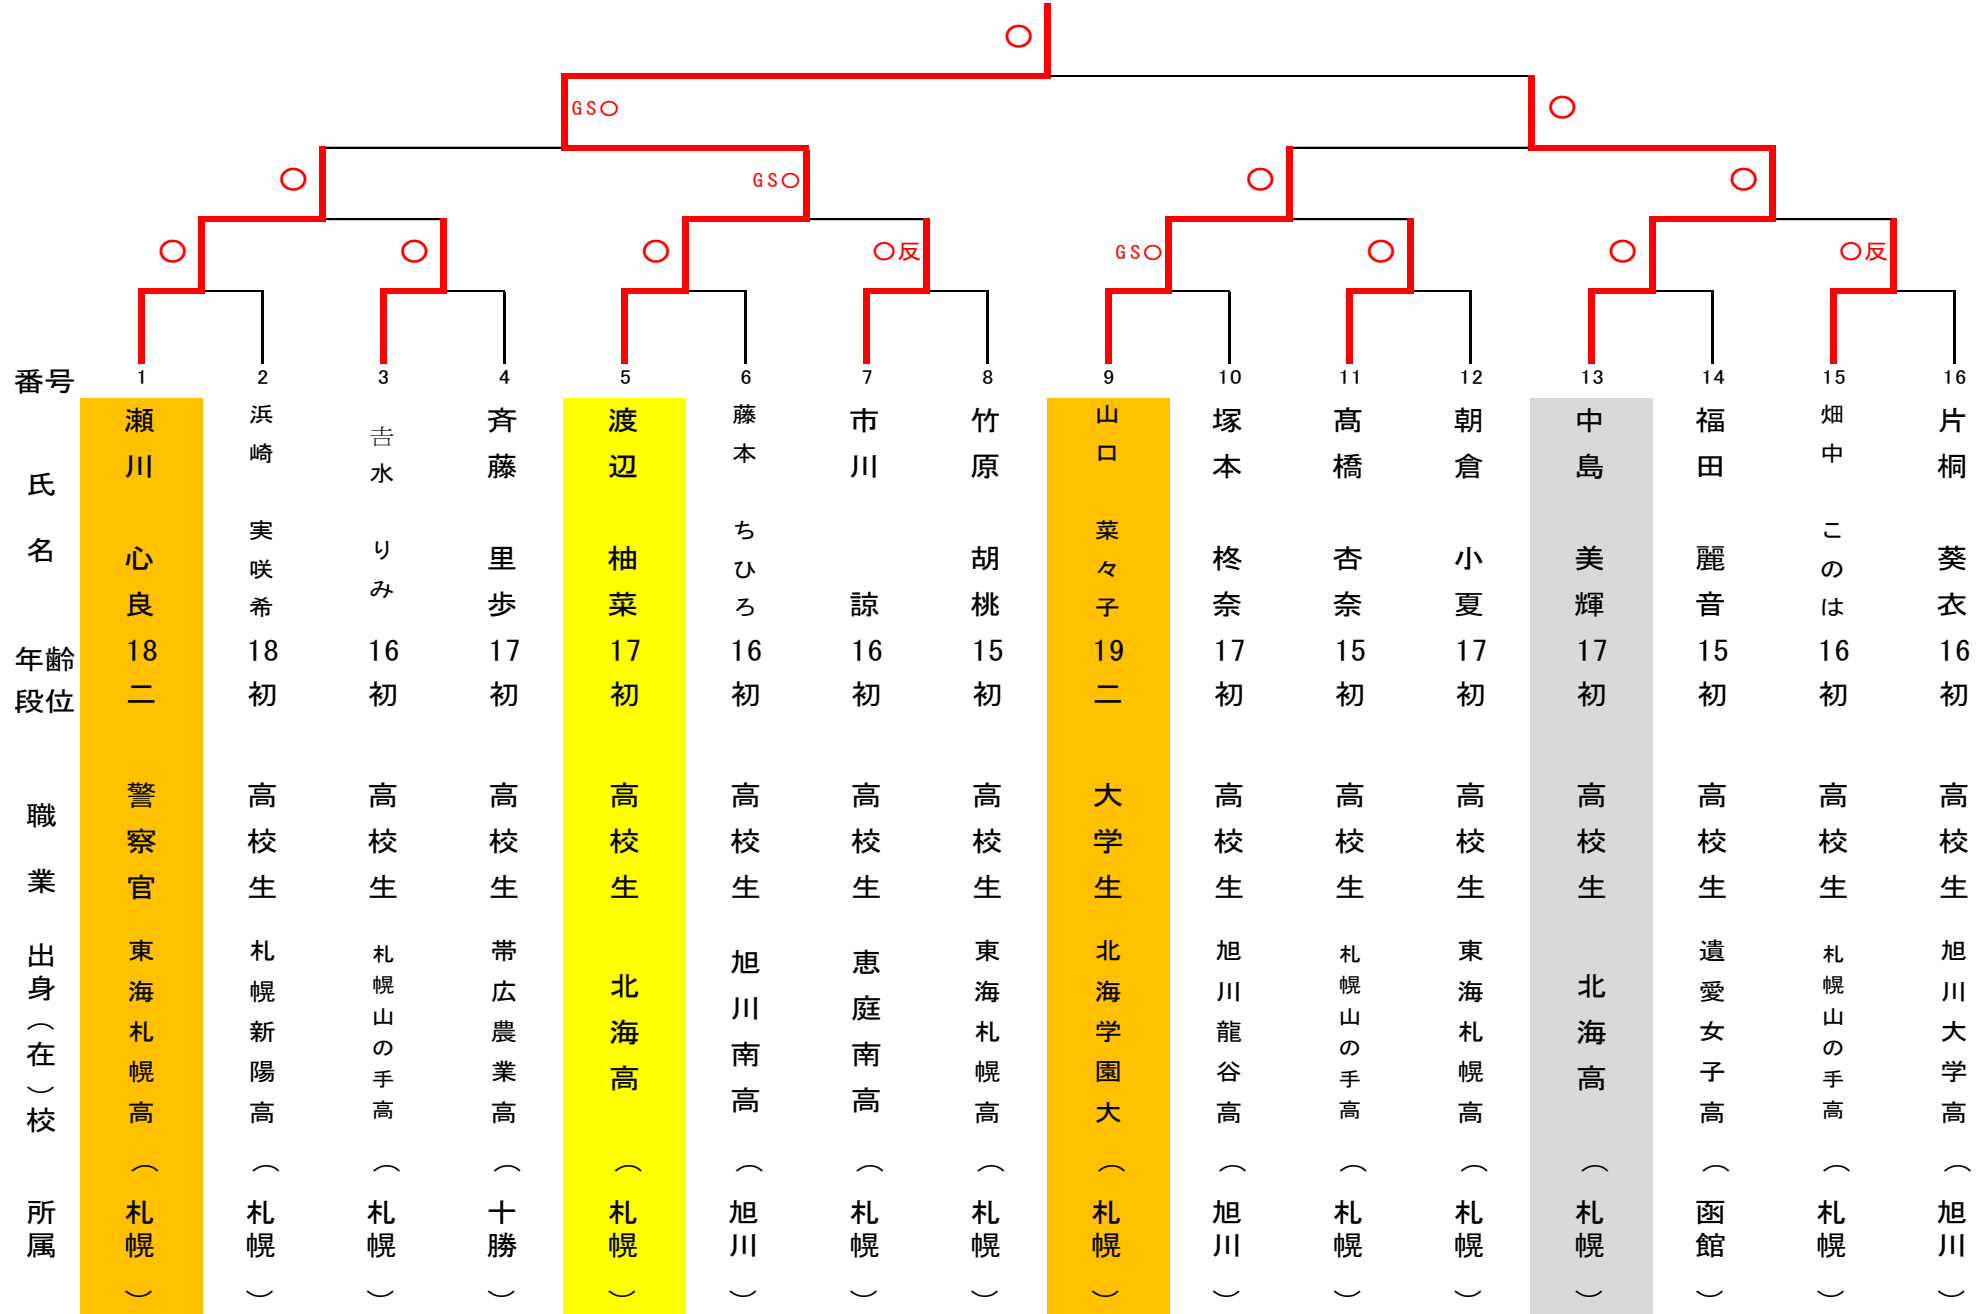 〇
GS〇
〇
〇
GS〇
〇
〇
〇
〇
〇
〇反
GS〇
〇
〇
〇反
番号 1 2 3 4 5 6 7 8 9 10 11 12 13 14 15 16
氏名 瀬川 心良 浜崎 実咲希 𠮷水 りみ 斉藤 里歩 渡辺 柚菜 藤本 ちひろ 市川 諒 竹原 胡桃 山口 菜々子 塚本 柊奈 髙橋 杏奈 朝倉 小夏 中島 美輝 福田 麗音 畑中 このは 片桐 葵衣
年齢 18 18 16 17 17 16 16 15 19 17 15 17 17 15 16 16
段位 二 初 初 初 初 初 初 初 二 初 初 初 初 初 初 初
職業 警察官 高校生 高校生 高校生 高校生 高校生 高校生 高校生 大学生 高校生 高校生 高校生 高校生 高校生 高校生 高校生
出身(在)校 東海札幌高 札幌新陽高 札幌山の手高 帯広農業高 北海高 旭川南高 恵庭南高 東海札幌高 北海学園大 旭川龍谷高 札幌山の手高 東海札幌高 北海高 遺愛女子高 札幌山の手高 旭川大学高
所属 (札幌) (札幌) (札幌) (十勝) (札幌) (旭川) (札幌) (札幌) (札幌) (旭川) (札幌) (札幌) (札幌) (函館) (札幌) (旭川)